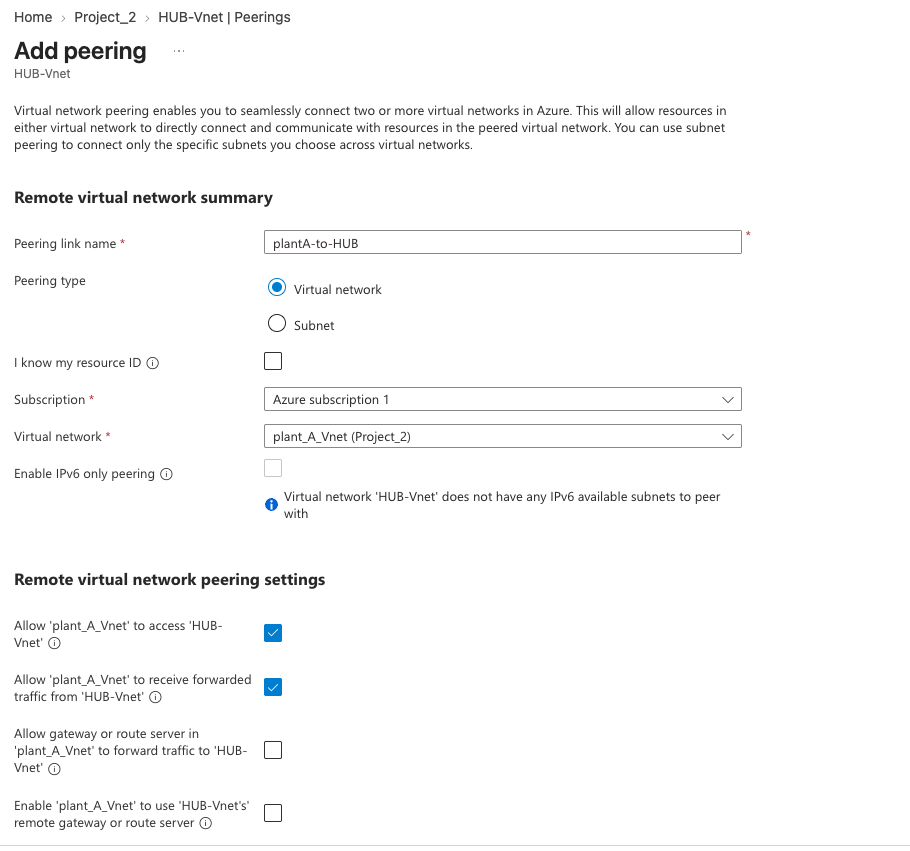 Home > Project_2 > HUB-Vnet | Peerings
Add peering ...
HUB-Vnet
Virtual network peering enables you to seamlessly connect two or more virtual networks in Azure. This will allow resources in
either virtual network to directly connect and communicate with resources in the peered virtual network. You can use subnet
peering to connect only the specific subnets you choose across virtual networks.
Remote virtual network summary
Peering link name *
plantA-to-HUB *
Peering type
Virtual network
Subnet
I know my resource ID
Subscription *
Azure subscription 1
Virtual network *
plant_A_Vnet (Project_2)
Enable IPv6 only peering
Virtual network 'HUB-Vnet' does not have any IPv6 available subnets to peer
with
Remote virtual network peering settings
Allow 'plant_A_Vnet' to access 'HUB-
Vnet'
Allow 'plant_A_Vnet' to receive forwarded
traffic from 'HUB-Vnet'
Allow gateway or route server in
'plant_A_Vnet' to forward traffic to 'HUB-
Vnet'
Enable 'plant_A_Vnet' to use 'HUB-Vnet's'
remote gateway or route server